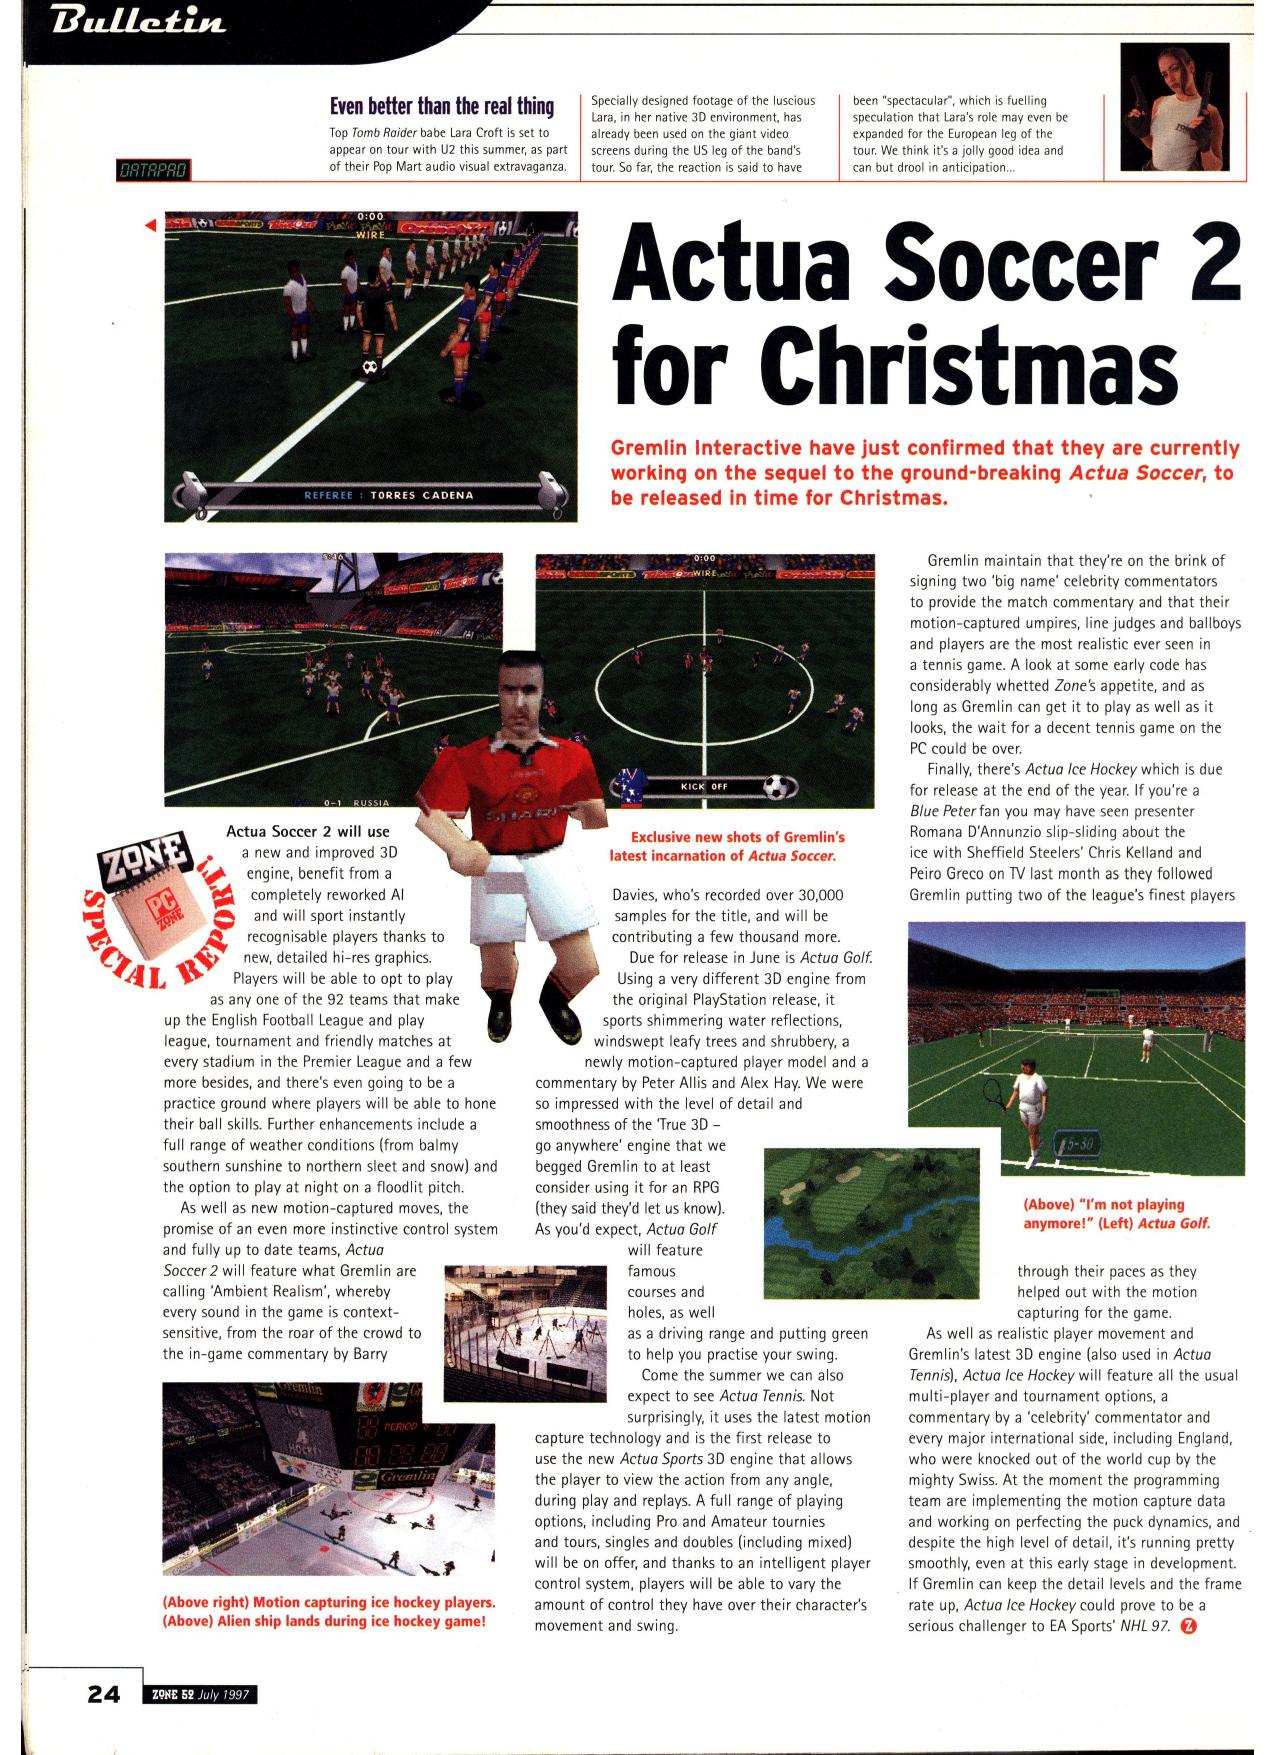 Bulletin
Even better than the real thing
Top Tomb Raider babe Lara Croft is set to
appear on tour with U2 this summer, as part
of their Pop Mart audio visual extravaganza.
Specially designed footage of the luscious
Lara, in her native 3D environment, has
already been used on the giant video
screens during the US leg of the band's
tour. So far, the reaction is said to have
been "spectacular", which is fuelling
speculation that Lara's role may even be
expanded for the European leg of the
tour. We think it's a jolly good idea and
can but drool in anticipation...
DATAPAD
0:00
WIRE
REFEREE : TORRES CADENA
Actua Soccer 2
for Christmas
Gremlin Interactive have just confirmed that they are currently
working on the sequel to the ground-breaking Actua Soccer, to
be released in time for Christmas.
0-1 RUSSIA
0:00
WIRE
KICK OFF
SHARP
Exclusive new shots of Gremlin's
latest incarnation of Actua Soccer.
ZONE
PC
ZONE
SPECIAL REPORT!
Actua Soccer 2 will use
a new and improved 3D
engine, benefit from a
completely reworked AI
and will sport instantly
recognisable players thanks to
new, detailed hi-res graphics.
Players will be able to opt to play
as any one of the 92 teams that make
up the English Football League and play
league, tournament and friendly matches at
every stadium in the Premier League and a few
more besides, and there's even going to be a
practice ground where players will be able to hone
their ball skills. Further enhancements include a
full range of weather conditions (from balmy
southern sunshine to northern sleet and snow) and
the option to play at night on a floodlit pitch.
As well as new motion-captured moves, the
promise of an even more instinctive control system
and fully up to date teams, Actua
Soccer 2 will feature what Gremlin are
calling 'Ambient Realism', whereby
every sound in the game is context-
sensitive, from the roar of the crowd to
the in-game commentary by Barry
Gremlin
PERIOD
Gremlin
(Above right) Motion capturing ice hockey players.
(Above) Alien ship lands during ice hockey game!
Davies, who's recorded over 30,000
samples for the title, and will be
contributing a few thousand more.
Due for release in June is Actua Golf.
Using a very different 3D engine from
the original PlayStation release, it
sports shimmering water reflections,
windswept leafy trees and shrubbery, a
newly motion-captured player model and a
commentary by Peter Allis and Alex Hay. We were
so impressed with the level of detail and
smoothness of the 'True 3D –
go anywhere' engine that we
begged Gremlin to at least
consider using it for an RPG
(they said they'd let us know).
As you'd expect, Actua Golf
will feature
famous
courses and
holes, as well
as a driving range and putting green
to help you practise your swing.
Come the summer we can also
expect to see Actua Tennis. Not
surprisingly, it uses the latest motion
capture technology and is the first release to
use the new Actua Sports 3D engine that allows
the player to view the action from any angle,
during play and replays. A full range of playing
options, including Pro and Amateur tournies
and tours, singles and doubles (including mixed)
will be on offer, and thanks to an intelligent player
control system, players will be able to vary the
amount of control they have over their character's
movement and swing.
Gremlin maintain that they're on the brink of
signing two 'big name' celebrity commentators
to provide the match commentary and that their
motion-captured umpires, line judges and ballboys
and players are the most realistic ever seen in
a tennis game. A look at some early code has
considerably whetted Zone's appetite, and as
long as Gremlin can get it to play as well as it
looks, the wait for a decent tennis game on the
PC could be over.
Finally, there's Actua Ice Hockey which is due
for release at the end of the year. If you're a
Blue Peter fan you may have seen presenter
Romana D'Annunzio slip-sliding about the
ice with Sheffield Steelers' Chris Kelland and
Peiro Greco on TV last month as they followed
Gremlin putting two of the league's finest players
15-30
(Above) "I'm not playing
anymore!" (Left) Actua Golf.
through their paces as they
helped out with the motion
capturing for the game.
As well as realistic player movement and
Gremlin's latest 3D engine (also used in Actua
Tennis), Actua Ice Hockey will feature all the usual
multi-player and tournament options, a
commentary by a 'celebrity' commentator and
every major international side, including England,
who were knocked out of the world cup by the
mighty Swiss. At the moment the programming
team are implementing the motion capture data
and working on perfecting the puck dynamics, and
despite the high level of detail, it's running pretty
smoothly, even at this early stage in development.
If Gremlin can keep the detail levels and the frame
rate up, Actua Ice Hockey could prove to be a
serious challenger to EA Sports' NHL 97. Z
24
ZONE 52 July 1997